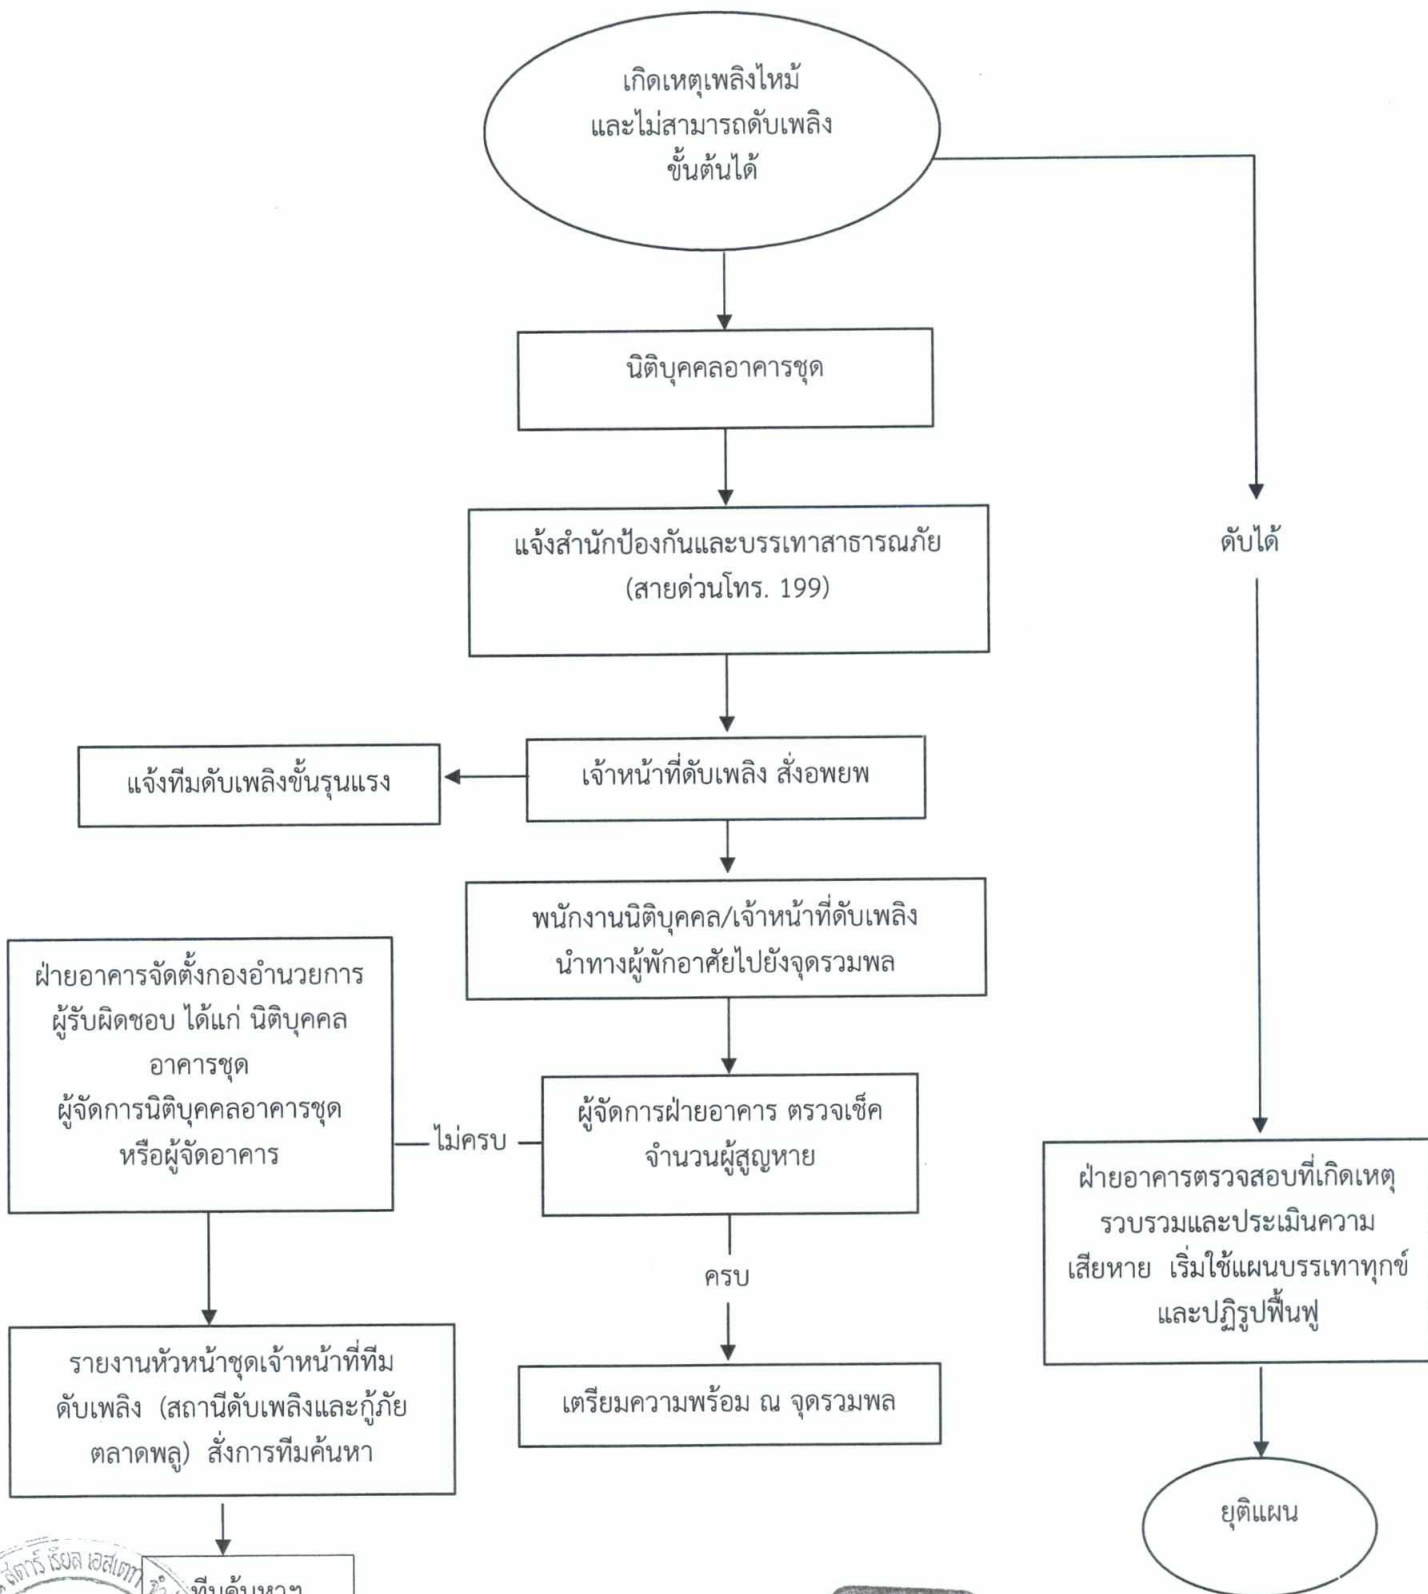 เกิดเหตุเพลิงไหม้
และไม่สามารถดับเพลิง
ขั้นต้นได้
นิติบุคคลอาคารชุด
แจ้งสำนักป้องกันและบรรเทาสาธารณภัย
(สายด่วนโทร. 199)
ดับได้
แจ้งทีมดับเพลิงขั้นรุนแรง
เจ้าหน้าที่ดับเพลิง สั่งอพยพ
พนักงานนิติบุคคล/เจ้าหน้าที่ดับเพลิง
นำทางผู้พักอาศัยไปยังจุดรวมพล
ฝ่ายอาคารจัดตั้งกองอำนวยการ
ผู้รับผิดชอบ ได้แก่ นิติบุคคล
อาคารชุด
ผู้จัดการนิติบุคคลอาคารชุด
หรือผู้จัดอาคาร
ไม่ครบ
ผู้จัดการฝ่ายอาคาร ตรวจเช็ค
จำนวนผู้สูญหาย
ครบ
ฝ่ายอาคารตรวจสอบที่เกิดเหตุ
รวบรวมและประเมินความ
เสียหาย เริ่มใช้แผนบรรเทาทุกข์
และปฏิรูปฟื้นฟู
รายงานหัวหน้าชุดเจ้าหน้าที่ทีม
ดับเพลิง (สถานีดับเพลิงและกู้ภัย
ตลาดพลู) สั่งการทีมค้นหา
เตรียมความพร้อม ณ จุดรวมพล
ยุติแผน
สตาร์ เรียล เอสเตท
ทีมค้นหาฯ